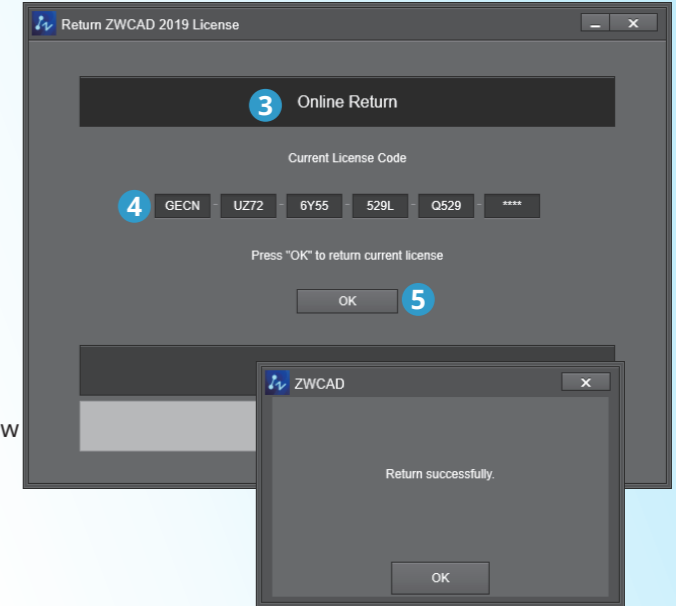 Return ZWCAD 2019 License
3 Online Return
Current License Code
4 GECN - UZ72 - 6Y55 - 529L - Q529 - ****
Press "OK" to return current license
OK 5
ZWCAD
w
Return successfully.
OK